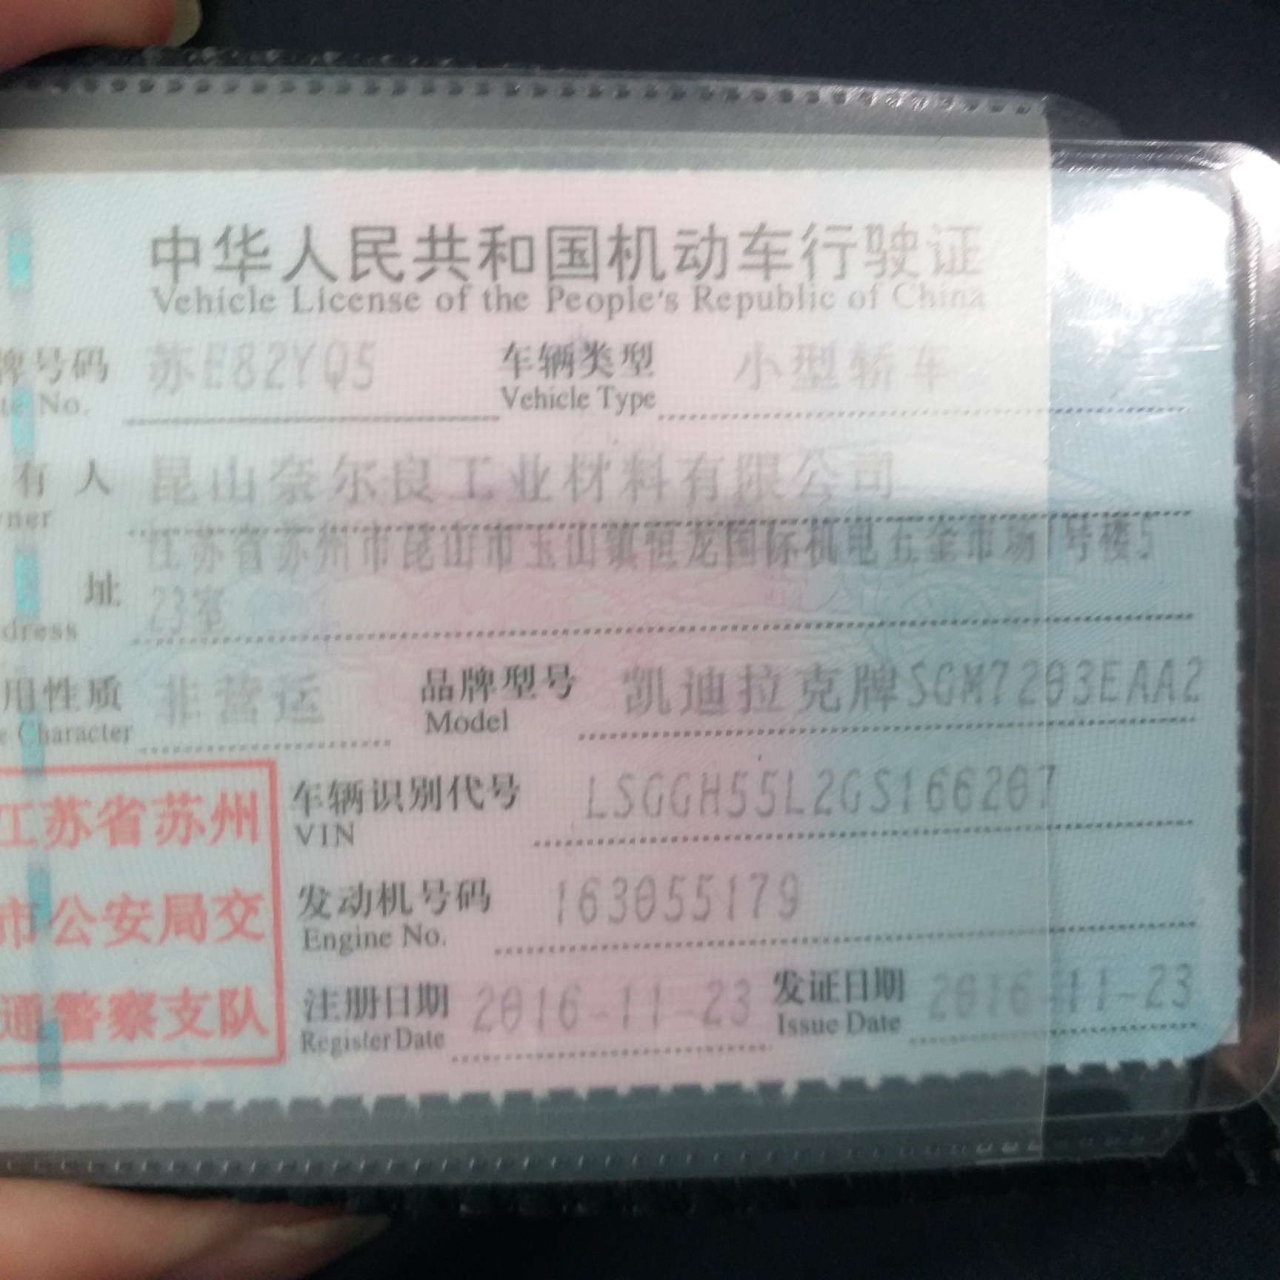 中华人民共和国机动车行驶证
Vehicle License of the People's Republic of China
牌号码 苏E82YQ5 车辆类型 小型轿车
te No. Vehicle Type
有人 昆山奈尔良工业材料有限公司
ner
江苏省苏州市昆山市玉山镇恒龙国际机电五金市场1号楼5
址 23室
dress
用性质 非营运 品牌型号 凯迪拉克牌SGM7203EAA2
e Character Model
江苏省苏州 车辆识别代号 LSGGH55L2GS166207
VIN
市公安局交 发动机号码 163055179
Engine No.
通警察支队 注册日期 2016-11-23 发证日期 2016-11-23
Register Date Issue Date